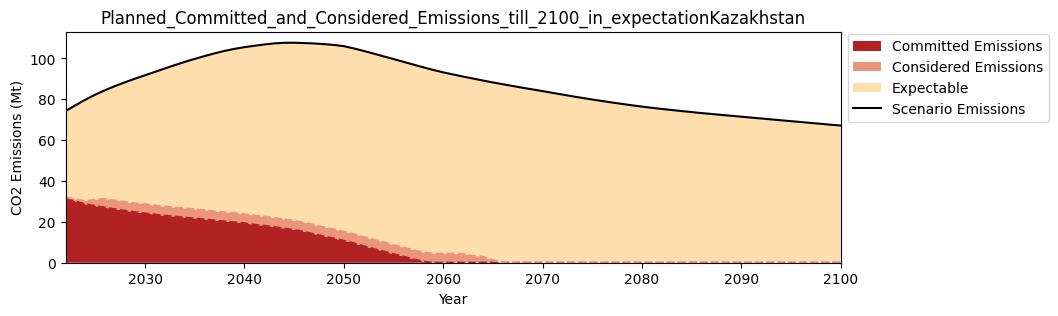 Planned_Committed_and_Considered_Emissions_till_2100_in_expectationKazakhstan
CO2 Emissions (Mt)
100
80
60
40
20
0
2030 2040 2050 2060 2070 2080 2090 2100
Year
Committed Emissions
Considered Emissions
Expectable
Scenario Emissions